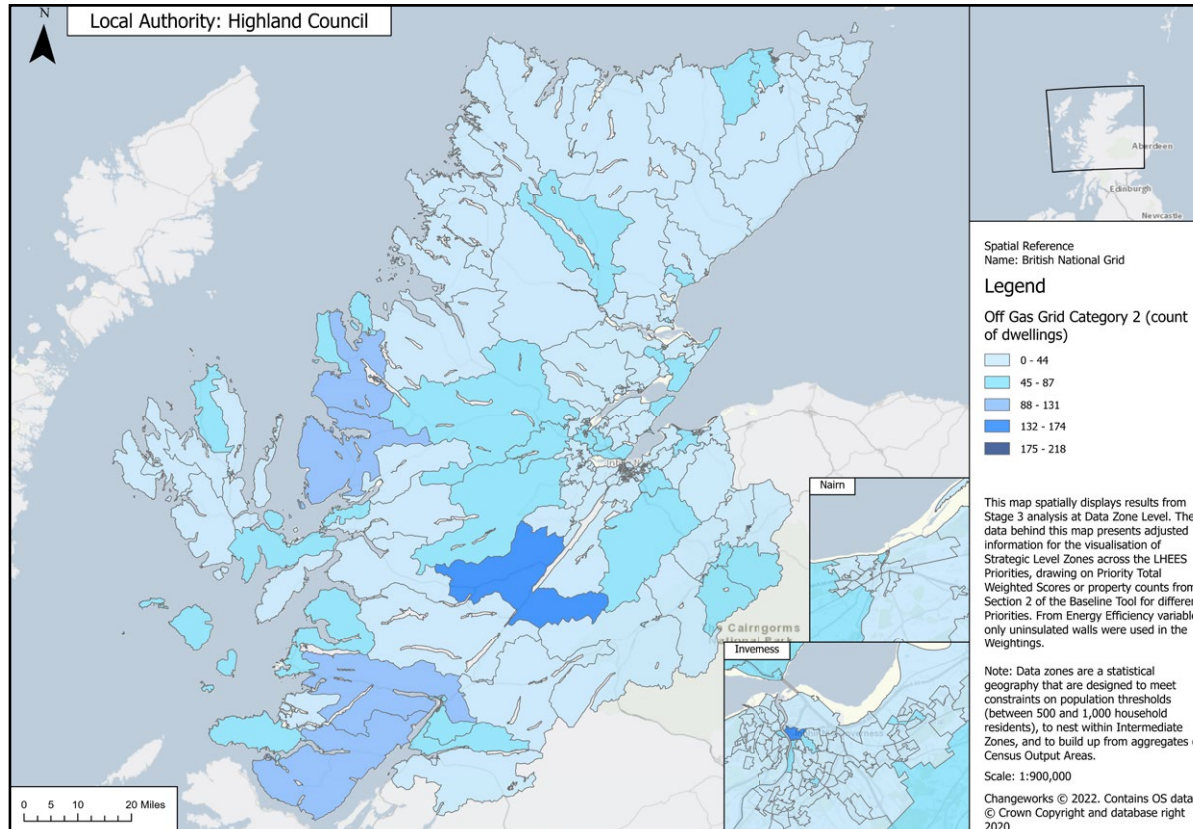 Local Authority: Highland Council
N
Aberdeen
Edinburgh
Newcastle
Spatial Reference
Name: British National Grid
Legend
Off Gas Grid Category 2 (count
of dwellings)
0 - 44
45 - 87
88 - 131
132 - 174
175 - 218
This map spatially displays results from
Stage 3 analysis at Data Zone Level. The
data behind this map presents adjusted
information for the visualisation of
Strategic Level Zones across the LHEES
Priorities, drawing on Priority Total
Weighted Scores or property counts from
Section 2 of the Baseline Tool for differen
Priorities. From Energy Efficiency variable
only uninsulated walls were used in the
Weightings.
Note: Data zones are a statistical
geography that are designed to meet
constraints on population thresholds
(between 500 and 1,000 household
residents), to nest within Intermediate
Zones, and to build up from aggregates
Census Output Areas.
Scale: 1:900,000
Changeworks © 2022. Contains OS data
© Crown Copyright and database right
2020
Nairn
Cairngorms
National Park
Inverness
0 5 10 20 Miles